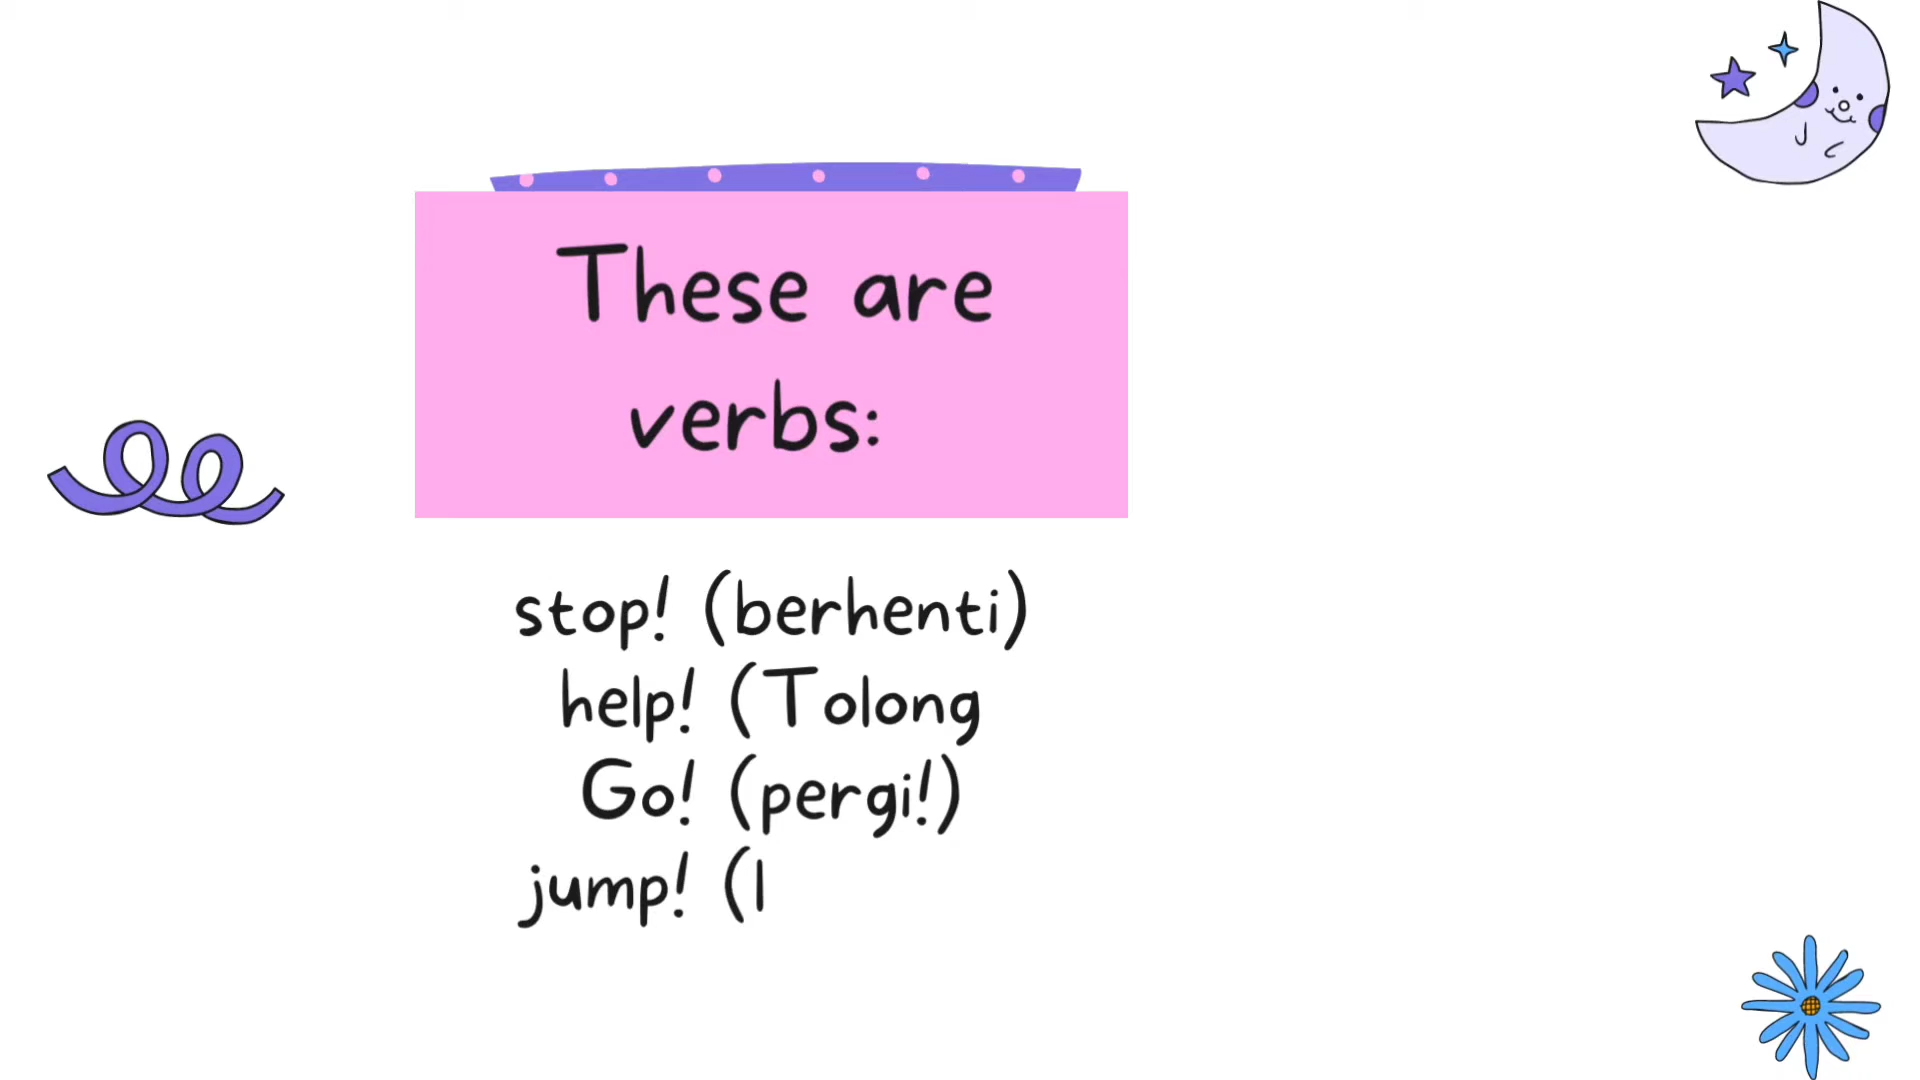 These are
verbs:
stop! (berhenti)
help! (Tolong
Go! (pergi!)
jump! (l